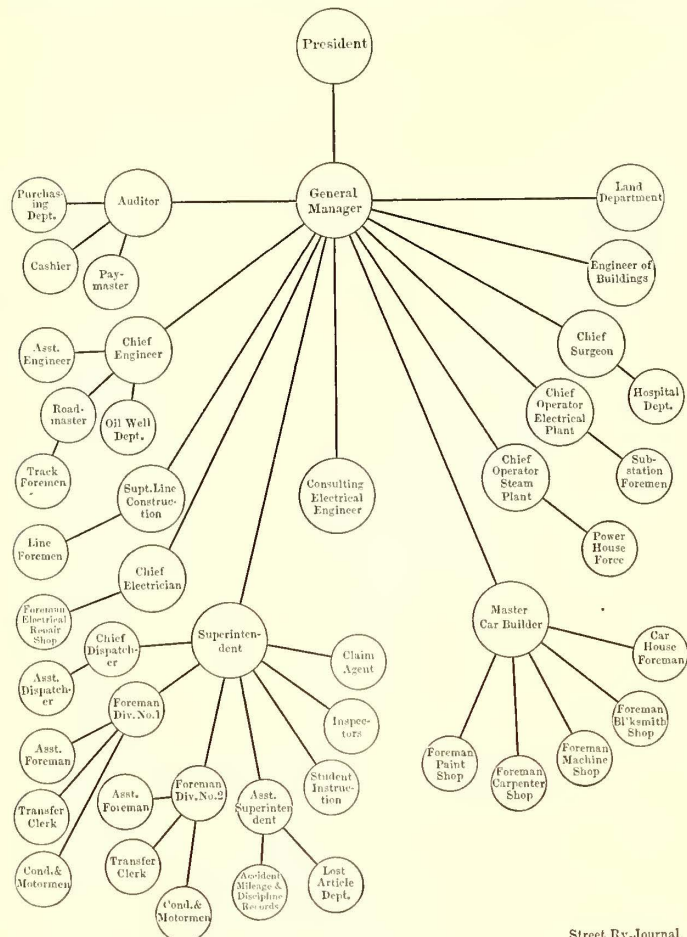 President
General
Manager
Auditor
Purchas-
ing
Dept.
Cashier
Pay-
master
Land
Department
Engineer of
Buildings
Chief
Surgeon
Hospital
Dept.
Chief
Engineer
Asst.
Engineer
Road-
master
Oil Well
Dept.
Track
Foremen
Chief
Operator
Electrical
Plant
Sub-
station
Foremen
Chief
Operator
Steam
Plant
Power
House
Force
Supt. Line
Construc-
tion
Line
Foremen
Consulting
Electrical
Engineer
Chief
Electrician
Foreman
Electrical
Repair
Shop
Superinten-
dent
Chief
Dispatch-
er
Asst.
Dispatch-
er
Foreman
Div. No.1
Asst.
Foreman
Transfer
Clerk
Cond. &
Motormen
Foreman
Div. No.2
Asst.
Foreman
Transfer
Clerk
Cond. &
Motormen
Asst.
Superinten
dent
Accident
Mileage &
Discipline
Records
Lost
Article
Dept.
Student
Instruc-
tion
Inspec-
tors
Claim
Agent
Master
Car Builder
Car
House
Foreman
Foreman
Bl'ksmith
Shop
Foreman
Machine
Shop
Foreman
Carpenter
Shop
Foreman
Paint
Shop
Street Ry. Journal